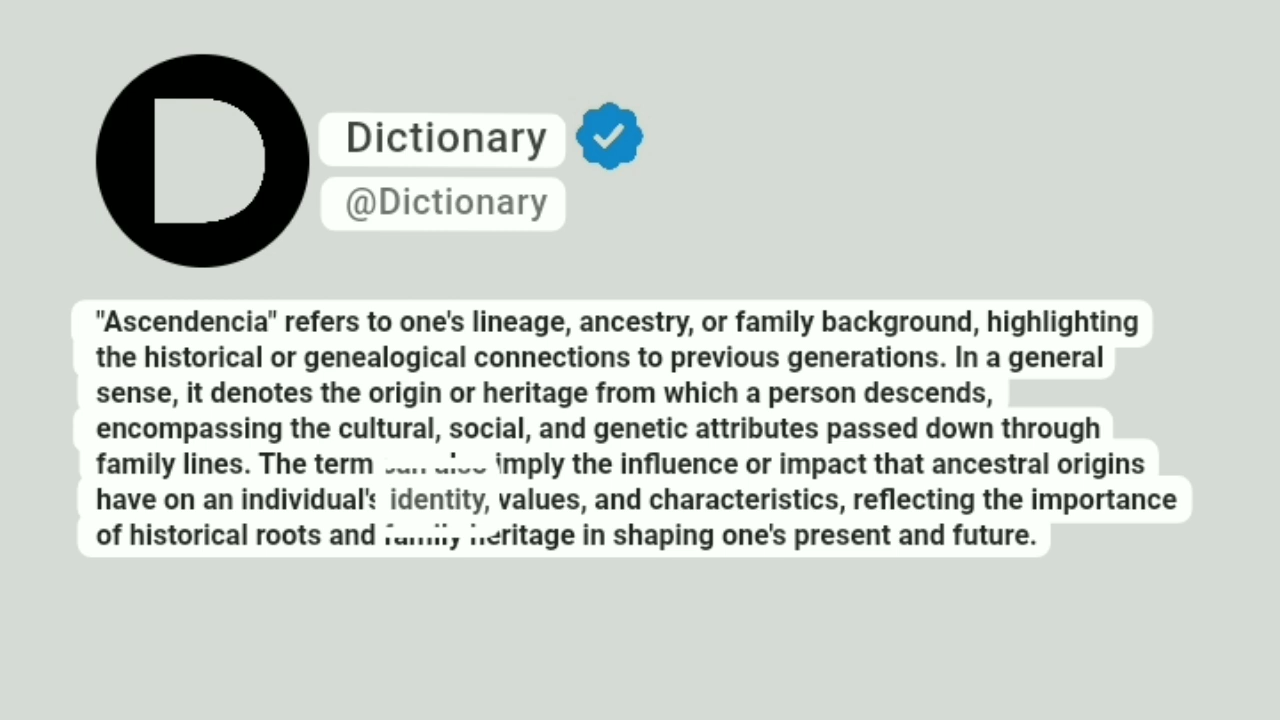 D
Dictionary
@Dictionary
"Ascendencia" refers to one's lineage, ancestry, or family background, highlighting
the historical or genealogical connections to previous generations. In a general
sense, it denotes the origin or heritage from which a person descends,
encompassing the cultural, social, and genetic attributes passed down through
family lines. The term can also imply the influence or impact that ancestral origins
have on an individual's identity, values, and characteristics, reflecting the importance
of historical roots and family heritage in shaping one's present and future.